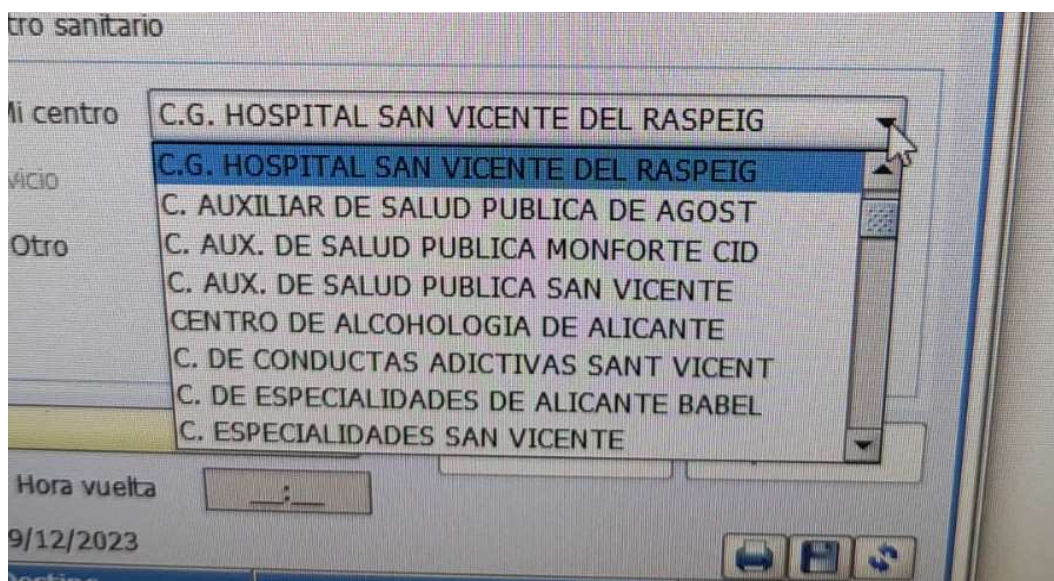 tro sanitario
Mi centro C.G. HOSPITAL SAN VICENTE DEL RASPEIG
C.G. HOSPITAL SAN VICENTE DEL RASPEIG
vicio
C. AUXILIAR DE SALUD PUBLICA DE AGOST
Otro
C. AUX. DE SALUD PUBLICA MONFORTE CID
C. AUX. DE SALUD PUBLICA SAN VICENTE
CENTRO DE ALCOHOLOGIA DE ALICANTE
C. DE CONDUCTAS ADICTIVAS SANT VICENT
C. DE ESPECIALIDADES DE ALICANTE BABEL
C. ESPECIALIDADES SAN VICENTE
Hora vuelta __:__
9/12/2023